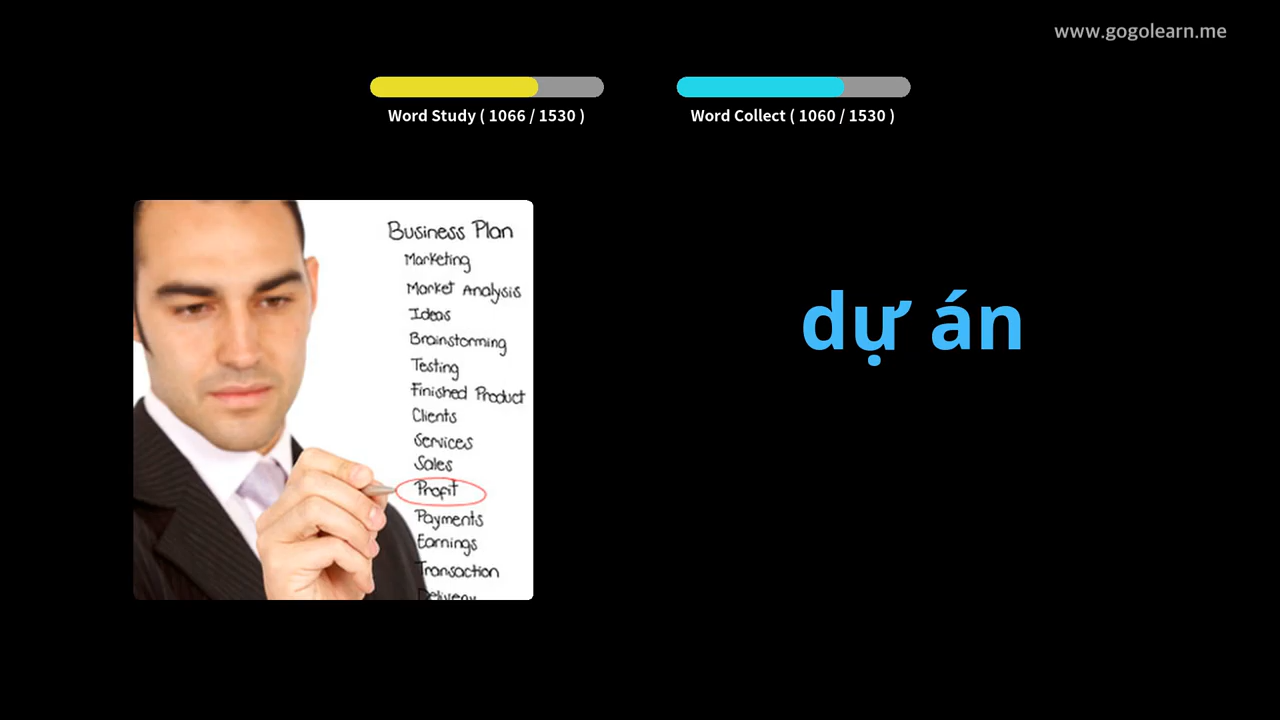 www.gogolearn.me
Word Study ( 1066 / 1530 )
Word Collect ( 1060 / 1530 )
Business Plan
Marketing
Market Analysis
Ideas
Brainstorming
Testing
Finished Product
Clients
Services
Sales
Profit
Payments
Earnings
Transaction
Delivery
dự án